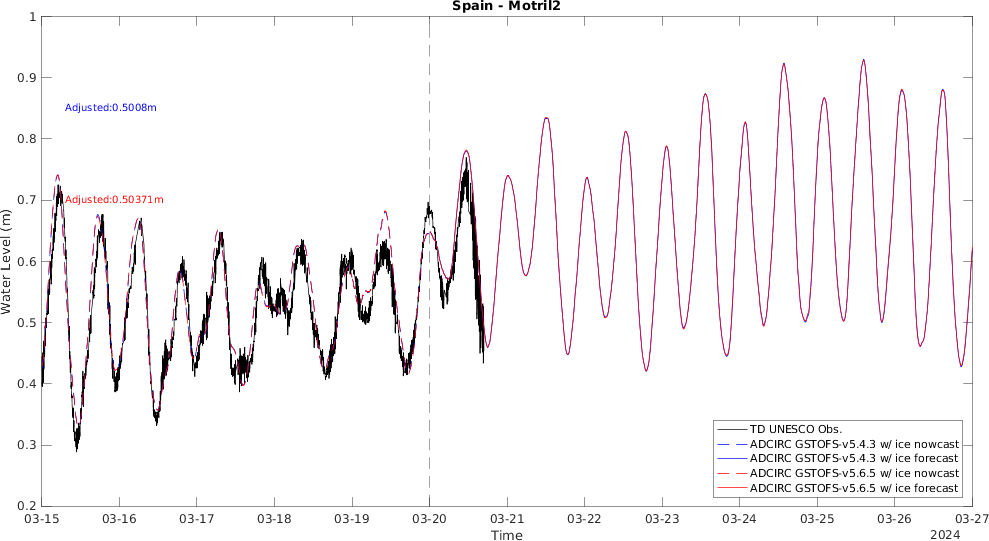 Spain - Motril2
1
0.9
0.8
0.7
0.6
0.5
0.4
0.3
0.2
Water Level (m)
Adjusted:0.5008m
Adjusted:0.50371m
TD UNESCO Obs.
ADCIRC GSTOFS-v5.4.3 w/ ice nowcast
ADCIRC GSTOFS-v5.4.3 w/ ice forecast
ADCIRC GSTOFS-v5.6.5 w/ ice nowcast
ADCIRC GSTOFS-v5.6.5 w/ ice forecast
03-15 03-16 03-17 03-18 03-19 03-20 03-21 03-22 03-23 03-24 03-25 03-26 03-27
Time
2024